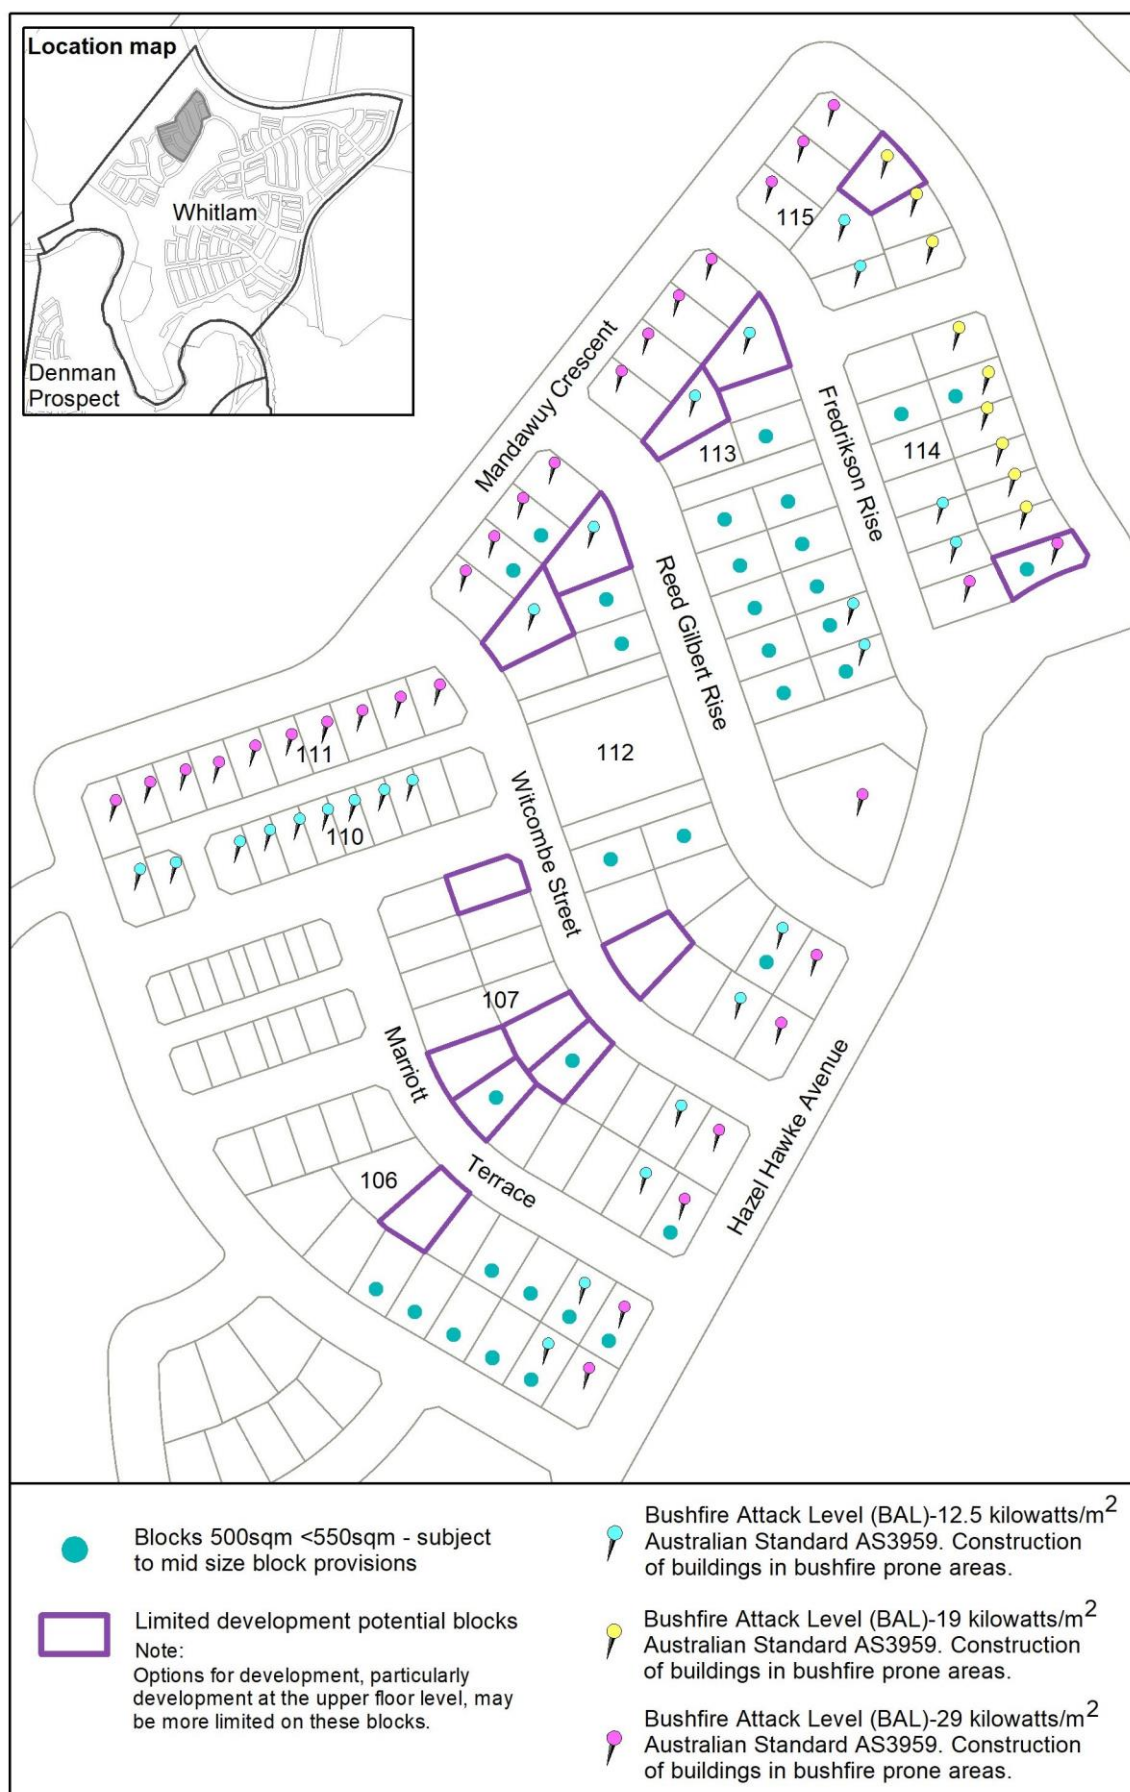 Location map
Whitlam
Denman
Prospect
115
Mandawuy Crescent
113
Fredrikson Rise
114
Reed Gilbert Rise
111
112
110
Witcombe Street
107
Marriott
Terrace
106
Hazel Hawke Avenue
Blocks 500sqm <550sqm - subject
to mid size block provisions
Limited development potential blocks
Note:
Options for development, particularly
development at the upper floor level, may
be more limited on these blocks.
Bushfire Attack Level (BAL)-12.5 kilowatts/m2
Australian Standard AS3959. Construction
of buildings in bushfire prone areas.
Bushfire Attack Level (BAL)-19 kilowatts/m2
Australian Standard AS3959. Construction
of buildings in bushfire prone areas.
Bushfire Attack Level (BAL)-29 kilowatts/m2
Australian Standard AS3959. Construction
of buildings in bushfire prone areas.